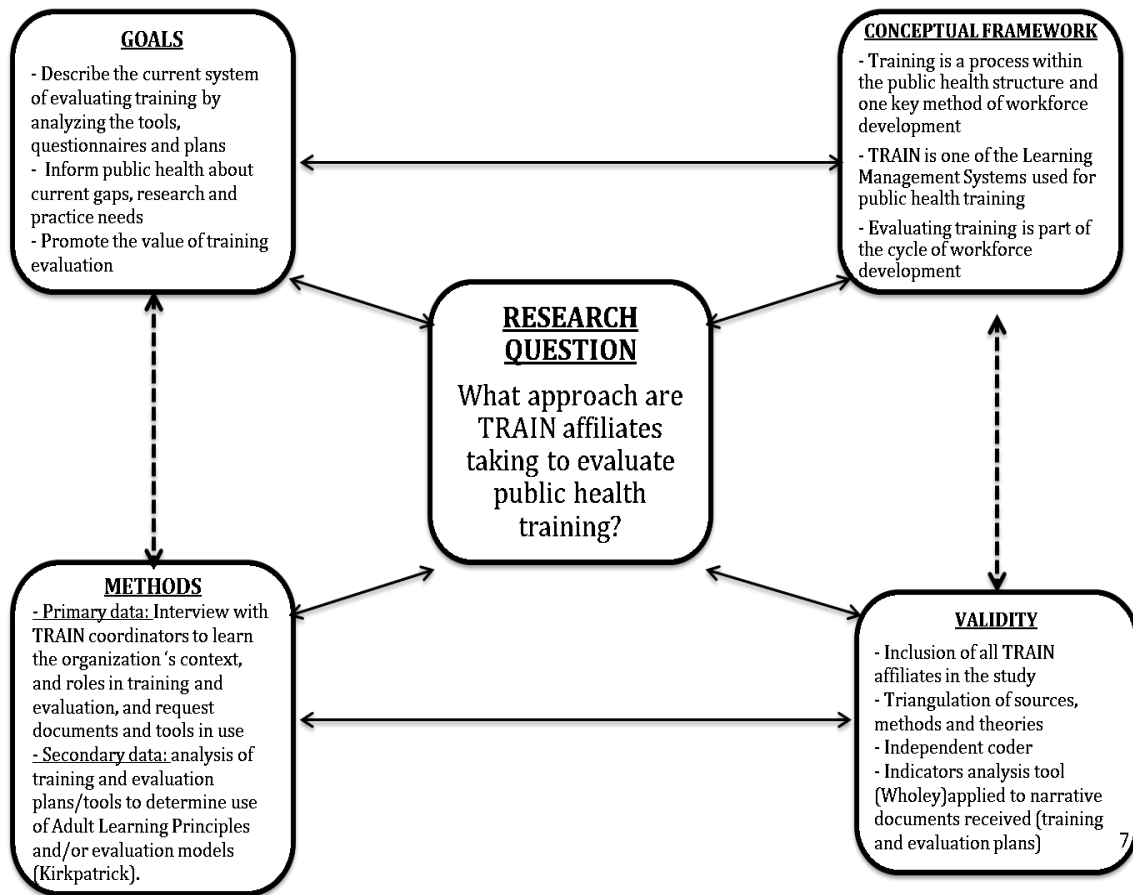 GOALS
- Describe the current system
of evaluating training by
analyzing the tools,
questionnaires and plans
- Inform public health about
current gaps, research and
practice needs
- Promote the value of training
evaluation
CONCEPTUAL FRAMEWORK
- Training is a process within
the public health structure and
one key method of workforce
development
- TRAIN is one of the Learning
Management Systems used for
public health training
- Evaluating training is part of
the cycle of workforce
development
RESEARCH
QUESTION
What approach are
TRAIN affiliates
taking to evaluate
public health
training?
METHODS
- Primary data: Interview with
TRAIN coordinators to learn
the organization ‘s context,
and roles in training and
evaluation, and request
documents and tools in use
- Secondary data: analysis of
training and evaluation
plans/tools to determine use
of Adult Learning Principles
and/or evaluation models
(Kirkpatrick).
VALIDITY
- Inclusion of all TRAIN
affiliates in the study
- Triangulation of sources,
methods and theories
- Independent coder
- Indicators analysis tool
(Wholey)applied to narrative
documents received (training
and evaluation plans)
7